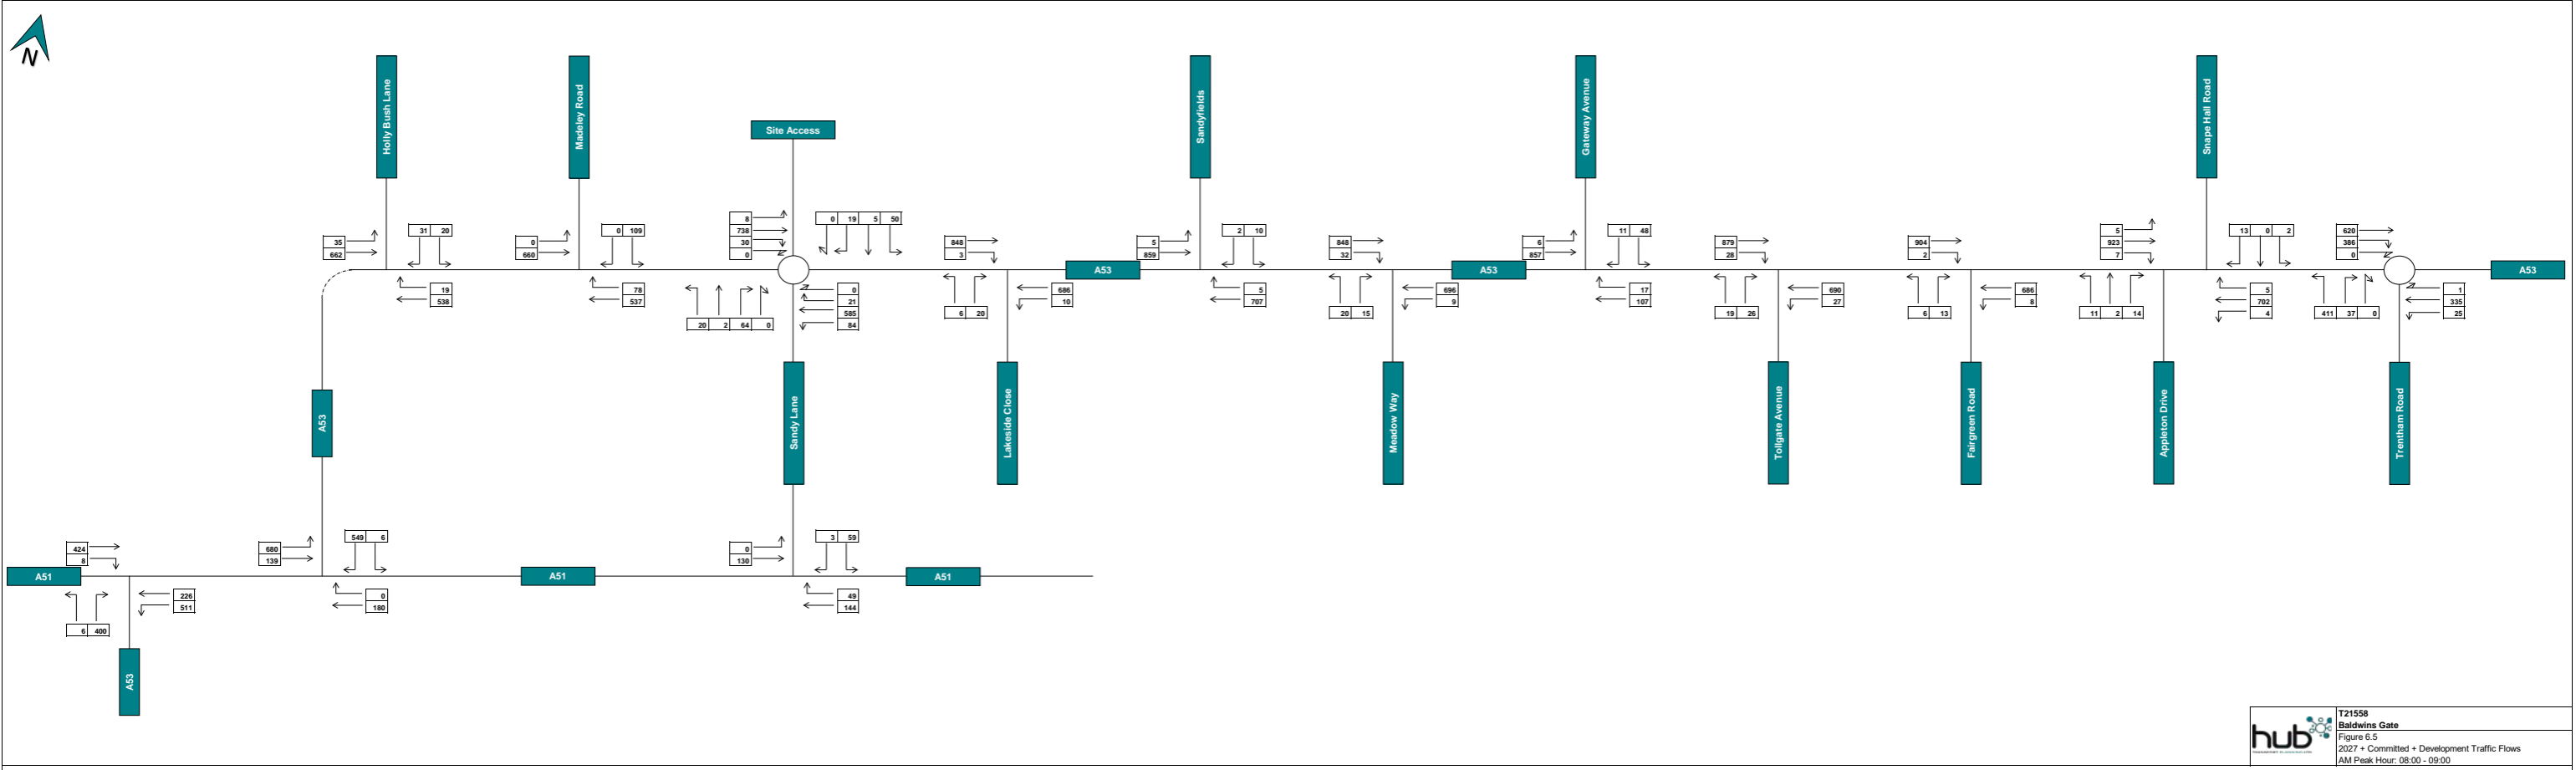 N
Holly Bush Lane
Madeley Road
Site Access
Sandyfields
Gateway Avenue
Snape Hall Road
35
662
31 20
0
660
0 109
8
738
30
0
0 19 5 50
848
3
5
859
2 10
848
32
6
857
11 48
879
28
904
2
5
923
7
13 0 2
620
386
0
A53
A53
A53
19
538
78
537
20 2 64 0
0
21
585
84
6 20
686
10
5
707
20 15
696
9
17
107
19 26
690
27
6 13
686
8
11 2 14
5
702
4
411 37 0
1
335
25
A53
Sandy Lane
Lakeside Close
Meadow Way
Tollgate Avenue
Fairgreen Road
Appleton Drive
Trentham Road
424
8
680
139
549 6
0
130
3 59
A51
A51
A51
6 400
226
511
0
180
49
144
A53
hub
T21558
Baldwins Gate
Figure 6.5
2027 + Committed + Development Traffic Flows
AM Peak Hour: 08:00 - 09:00